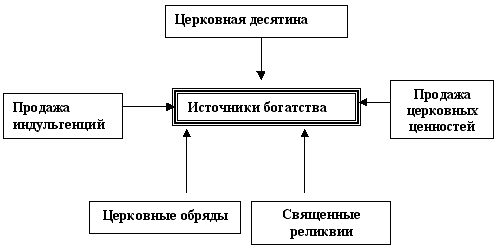 Церковная десятина
Продажа
индульгенций
Источники богатства
Продажа
церковных
ценностей
Церковные обряды
Священные
реликвии